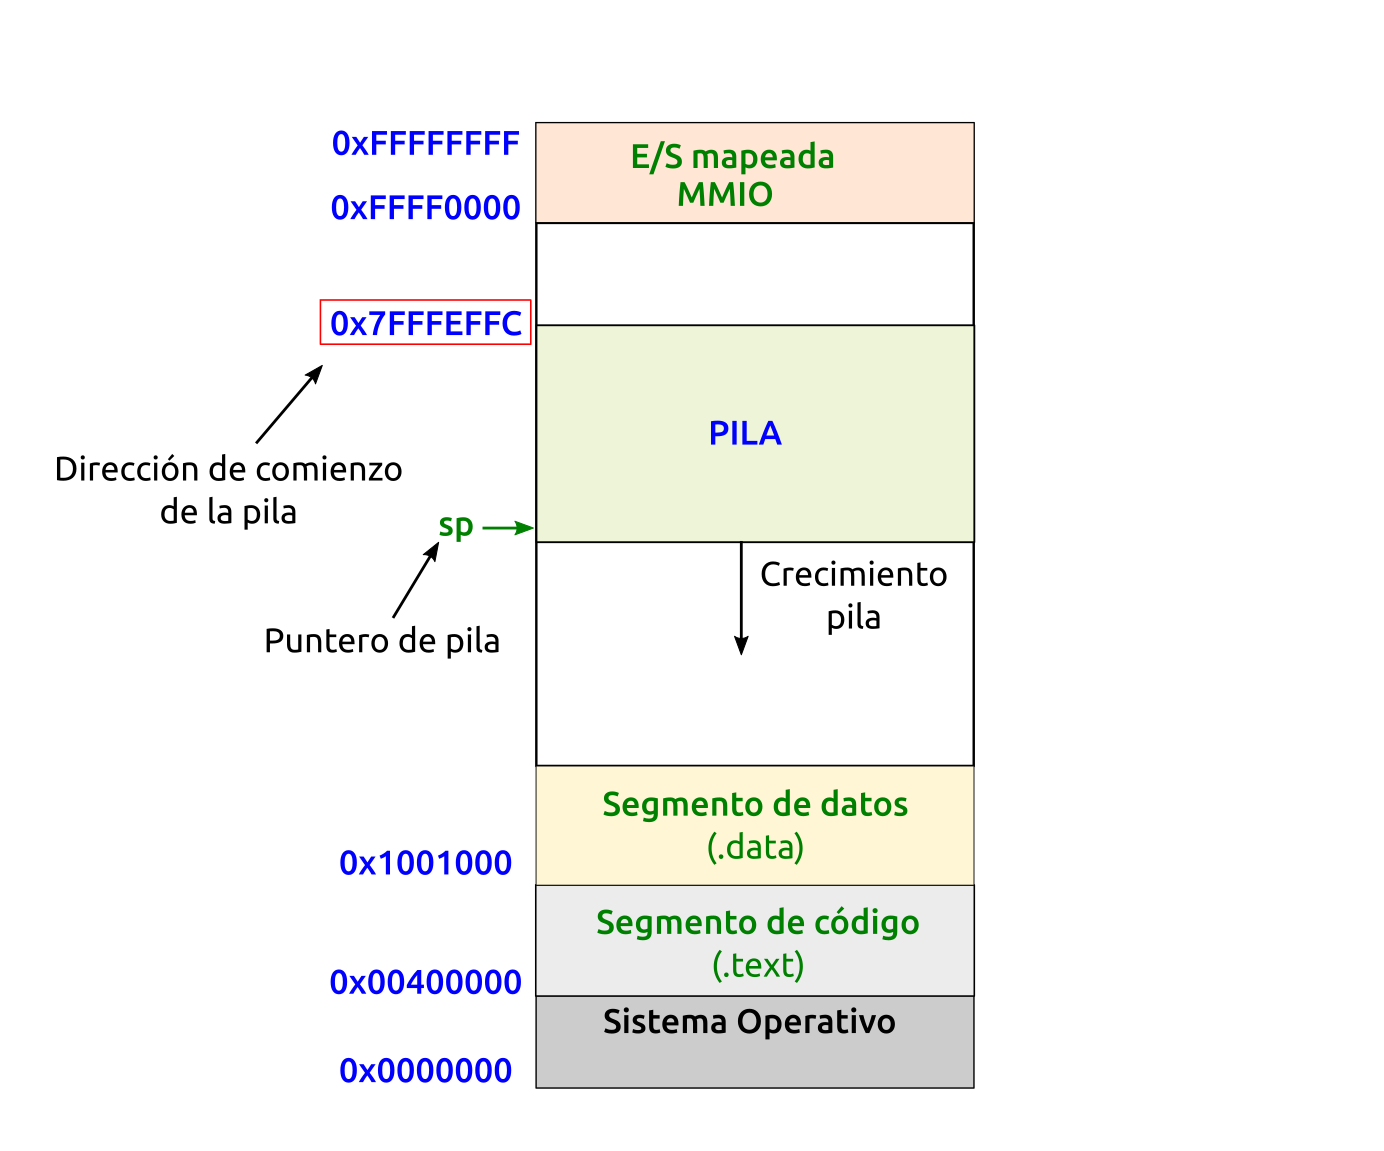 0xFFFFFFFF
E/S mapeada
MMIO
0xFFFF0000
0x7FFFEFFC
PILA
Dirección de comienzo
de la pila
sp
Crecimiento
pila
Puntero de pila
Segmento de datos
(.data)
0x1001000
Segmento de código
(.text)
0x00400000
Sistema Operativo
0x0000000